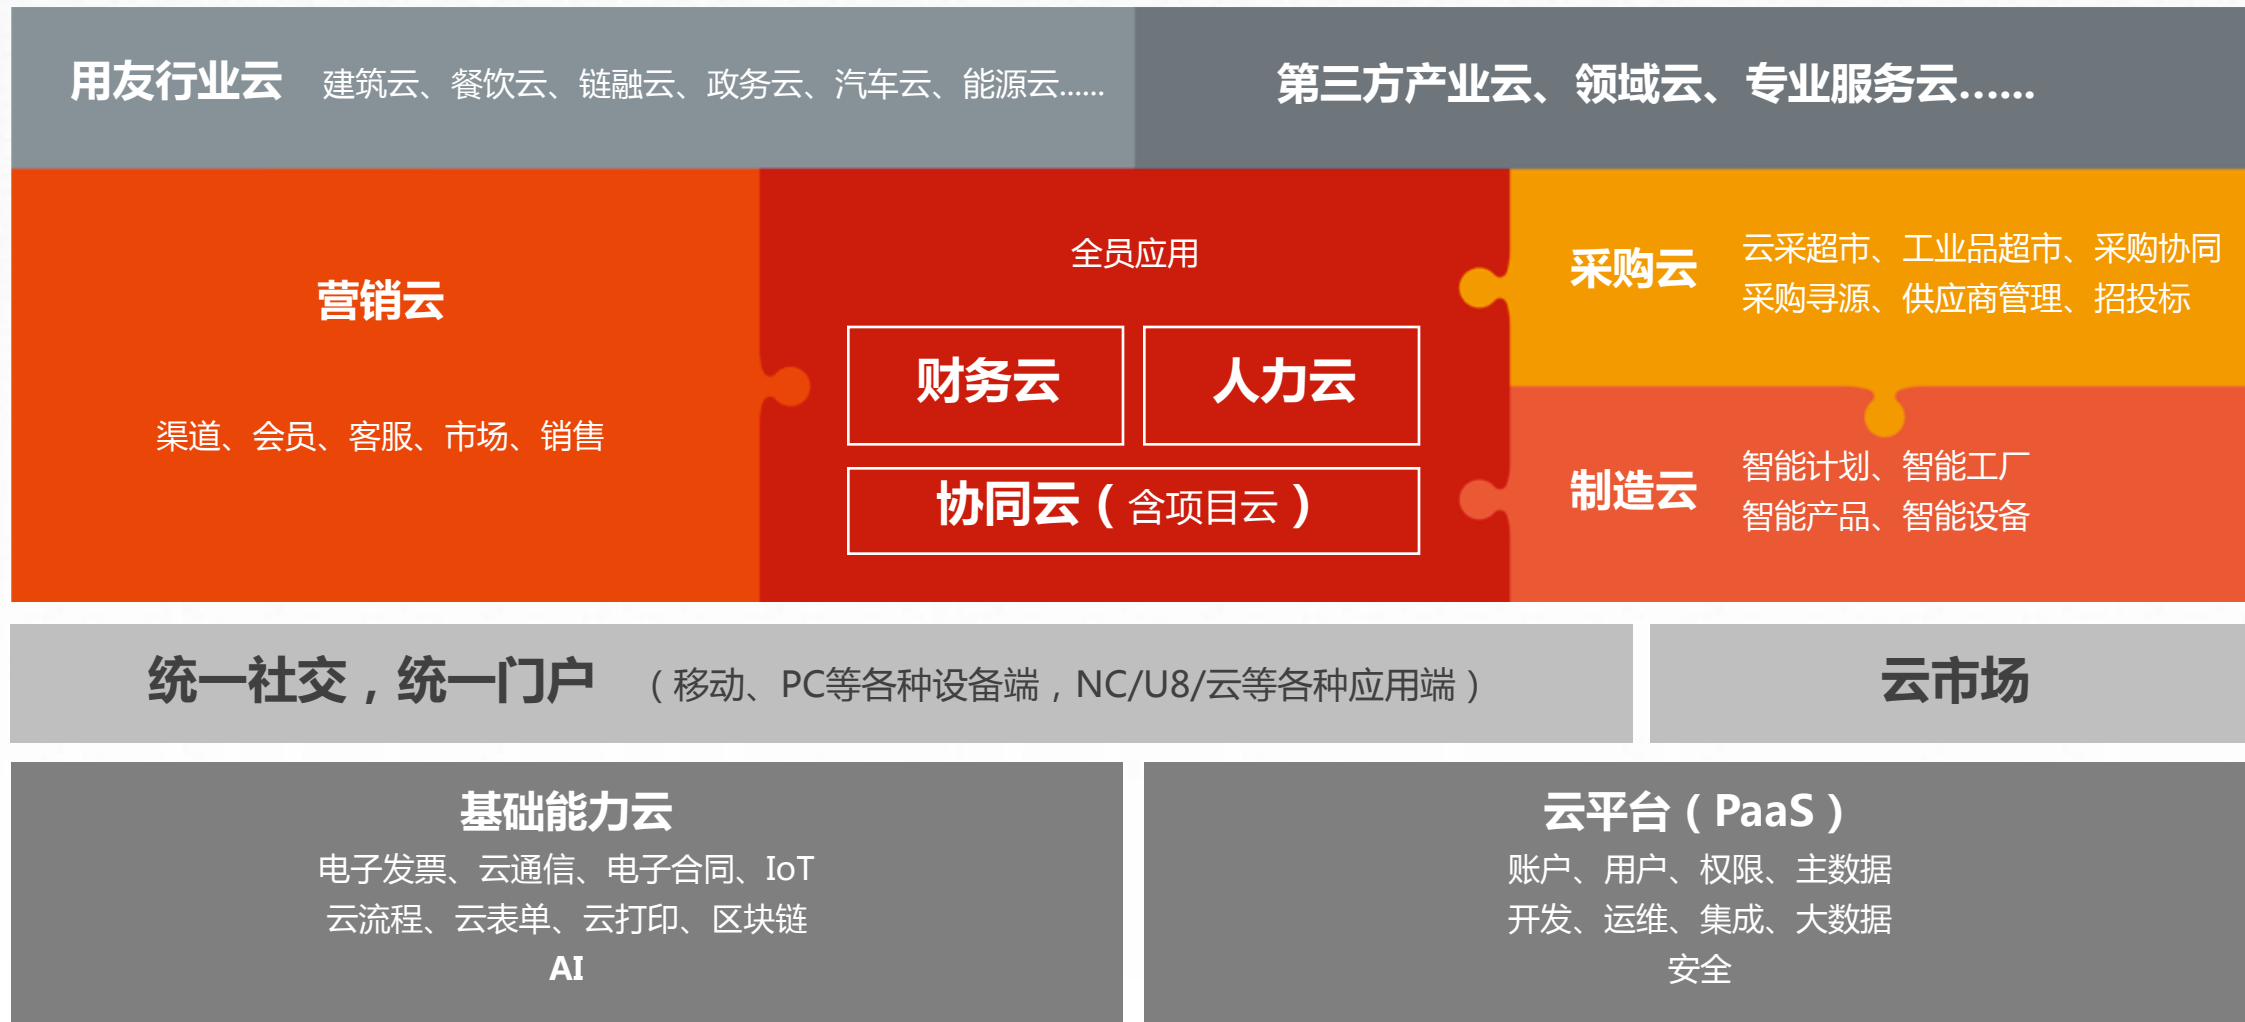 用友行业云 建筑云、餐饮云、链融云、政务云、汽车云、能源云......
第三方产业云、领域云、专业服务云......
营销云
渠道、会员、客服、市场、销售
全员应用
财务云
人力云
协同云（含项目云）
采购云
云采超市、工业品超市、采购协同
采购寻源、供应商管理、招投标
制造云
智能计划、智能工厂
智能产品、智能设备
统一社交，统一门户 （移动、PC等各种设备端，NC/U8/云等各种应用端）
云市场
基础能力云
电子发票、云通信、电子合同、IoT
云流程、云表单、云打印、区块链
AI
云平台（PaaS）
账户、用户、权限、主数据
开发、运维、集成、大数据
安全